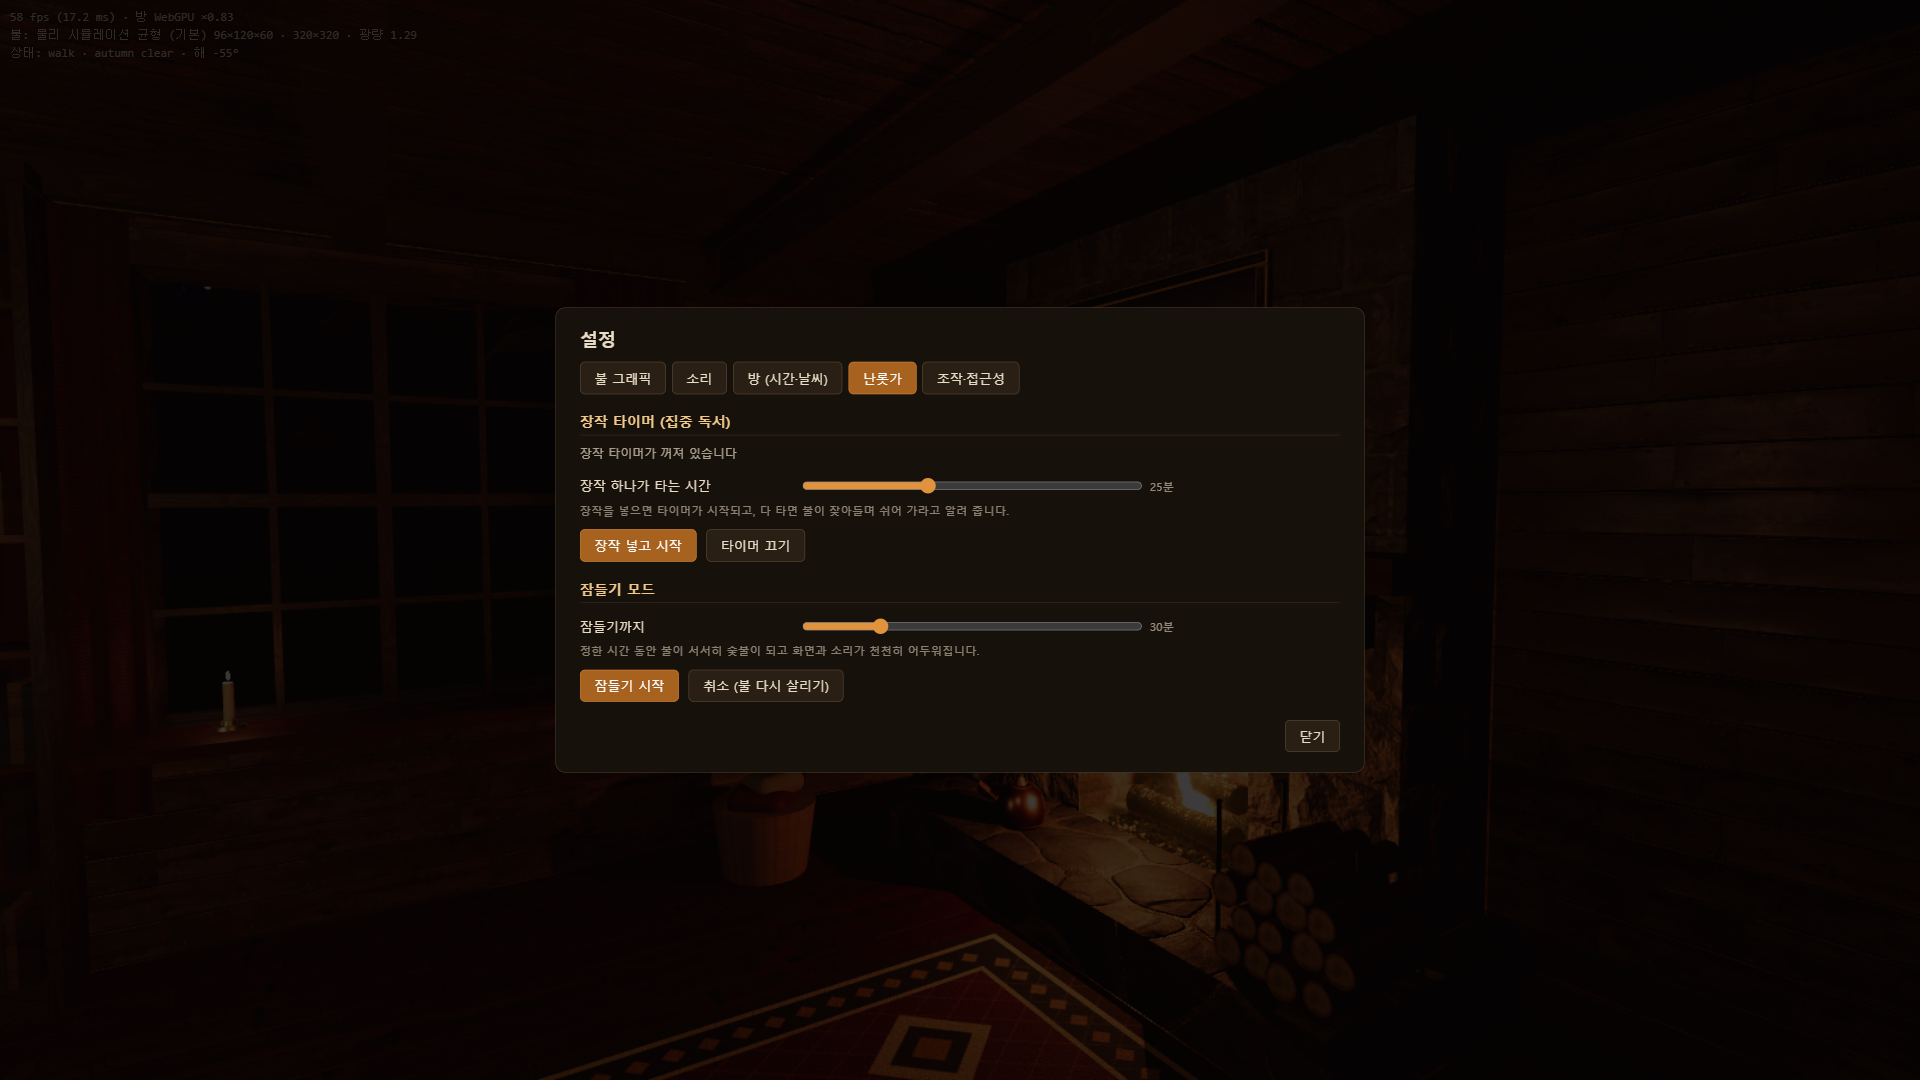 58 fps (17.2 ms) · 방 WebGPU ×0.83
불: 물리 시뮬레이션 균형 (기본) 96×120×60 · 320×320 · 광량 1.29
상태: walk · autumn clear · 해 -55°
설정
불 그래픽 소리 방 (시간·날씨) 난롯가 조작·접근성
장작 타이머 (집중 독서)
장작 타이머가 꺼져 있습니다
장작 하나가 타는 시간 25분
장작을 넣으면 타이머가 시작되고, 다 타면 불이 잦아들며 쉬어 가라고 알려 줍니다.
장작 넣고 시작 타이머 끄기
잠들기 모드
잠들기까지 30분
정한 시간 동안 불이 서서히 숯불이 되고 화면과 소리가 천천히 어두워집니다.
잠들기 시작 취소 (불 다시 살리기)
닫기